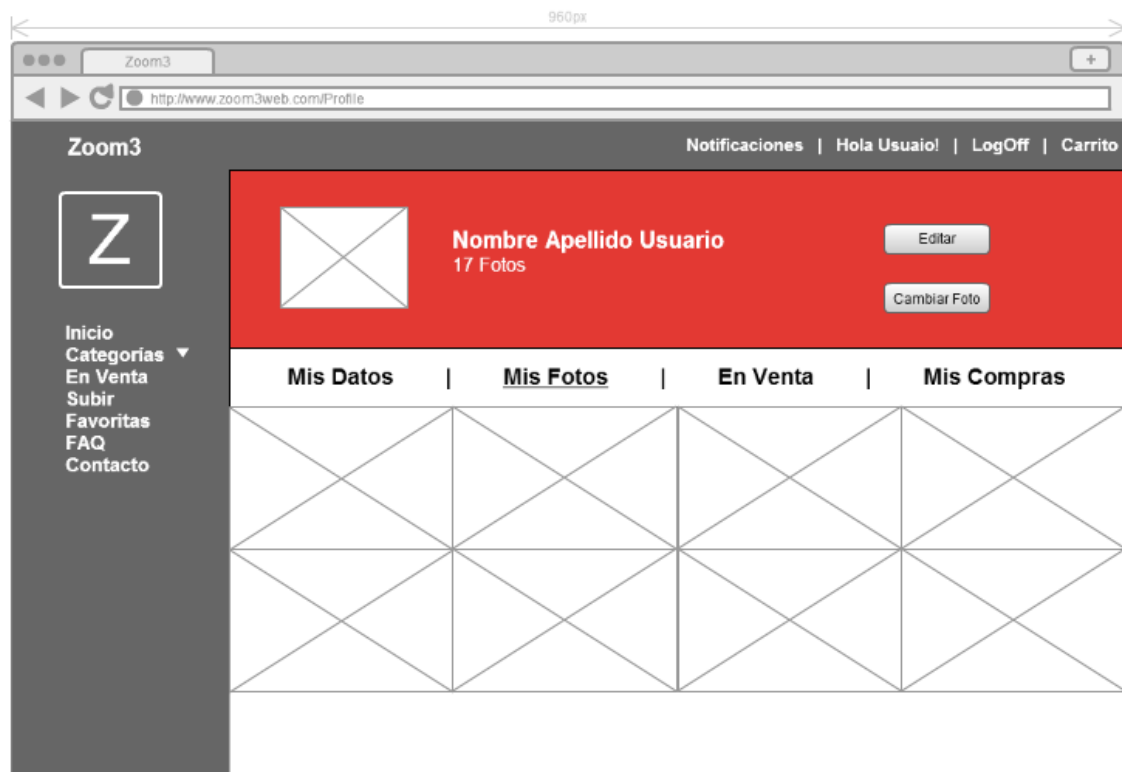 960px
Zoom3
+
http://www.zoom3web.com/Profile
Zoom3
Notificaciones | Hola Usuaio! | LogOff | Carrito
Z
Nombre Apellido Usuario
17 Fotos
Editar
Cambiar Foto
Inicio
Categorías
En Venta
Subir
Favoritas
FAQ
Contacto
Mis Datos | Mis Fotos | En Venta | Mis Compras